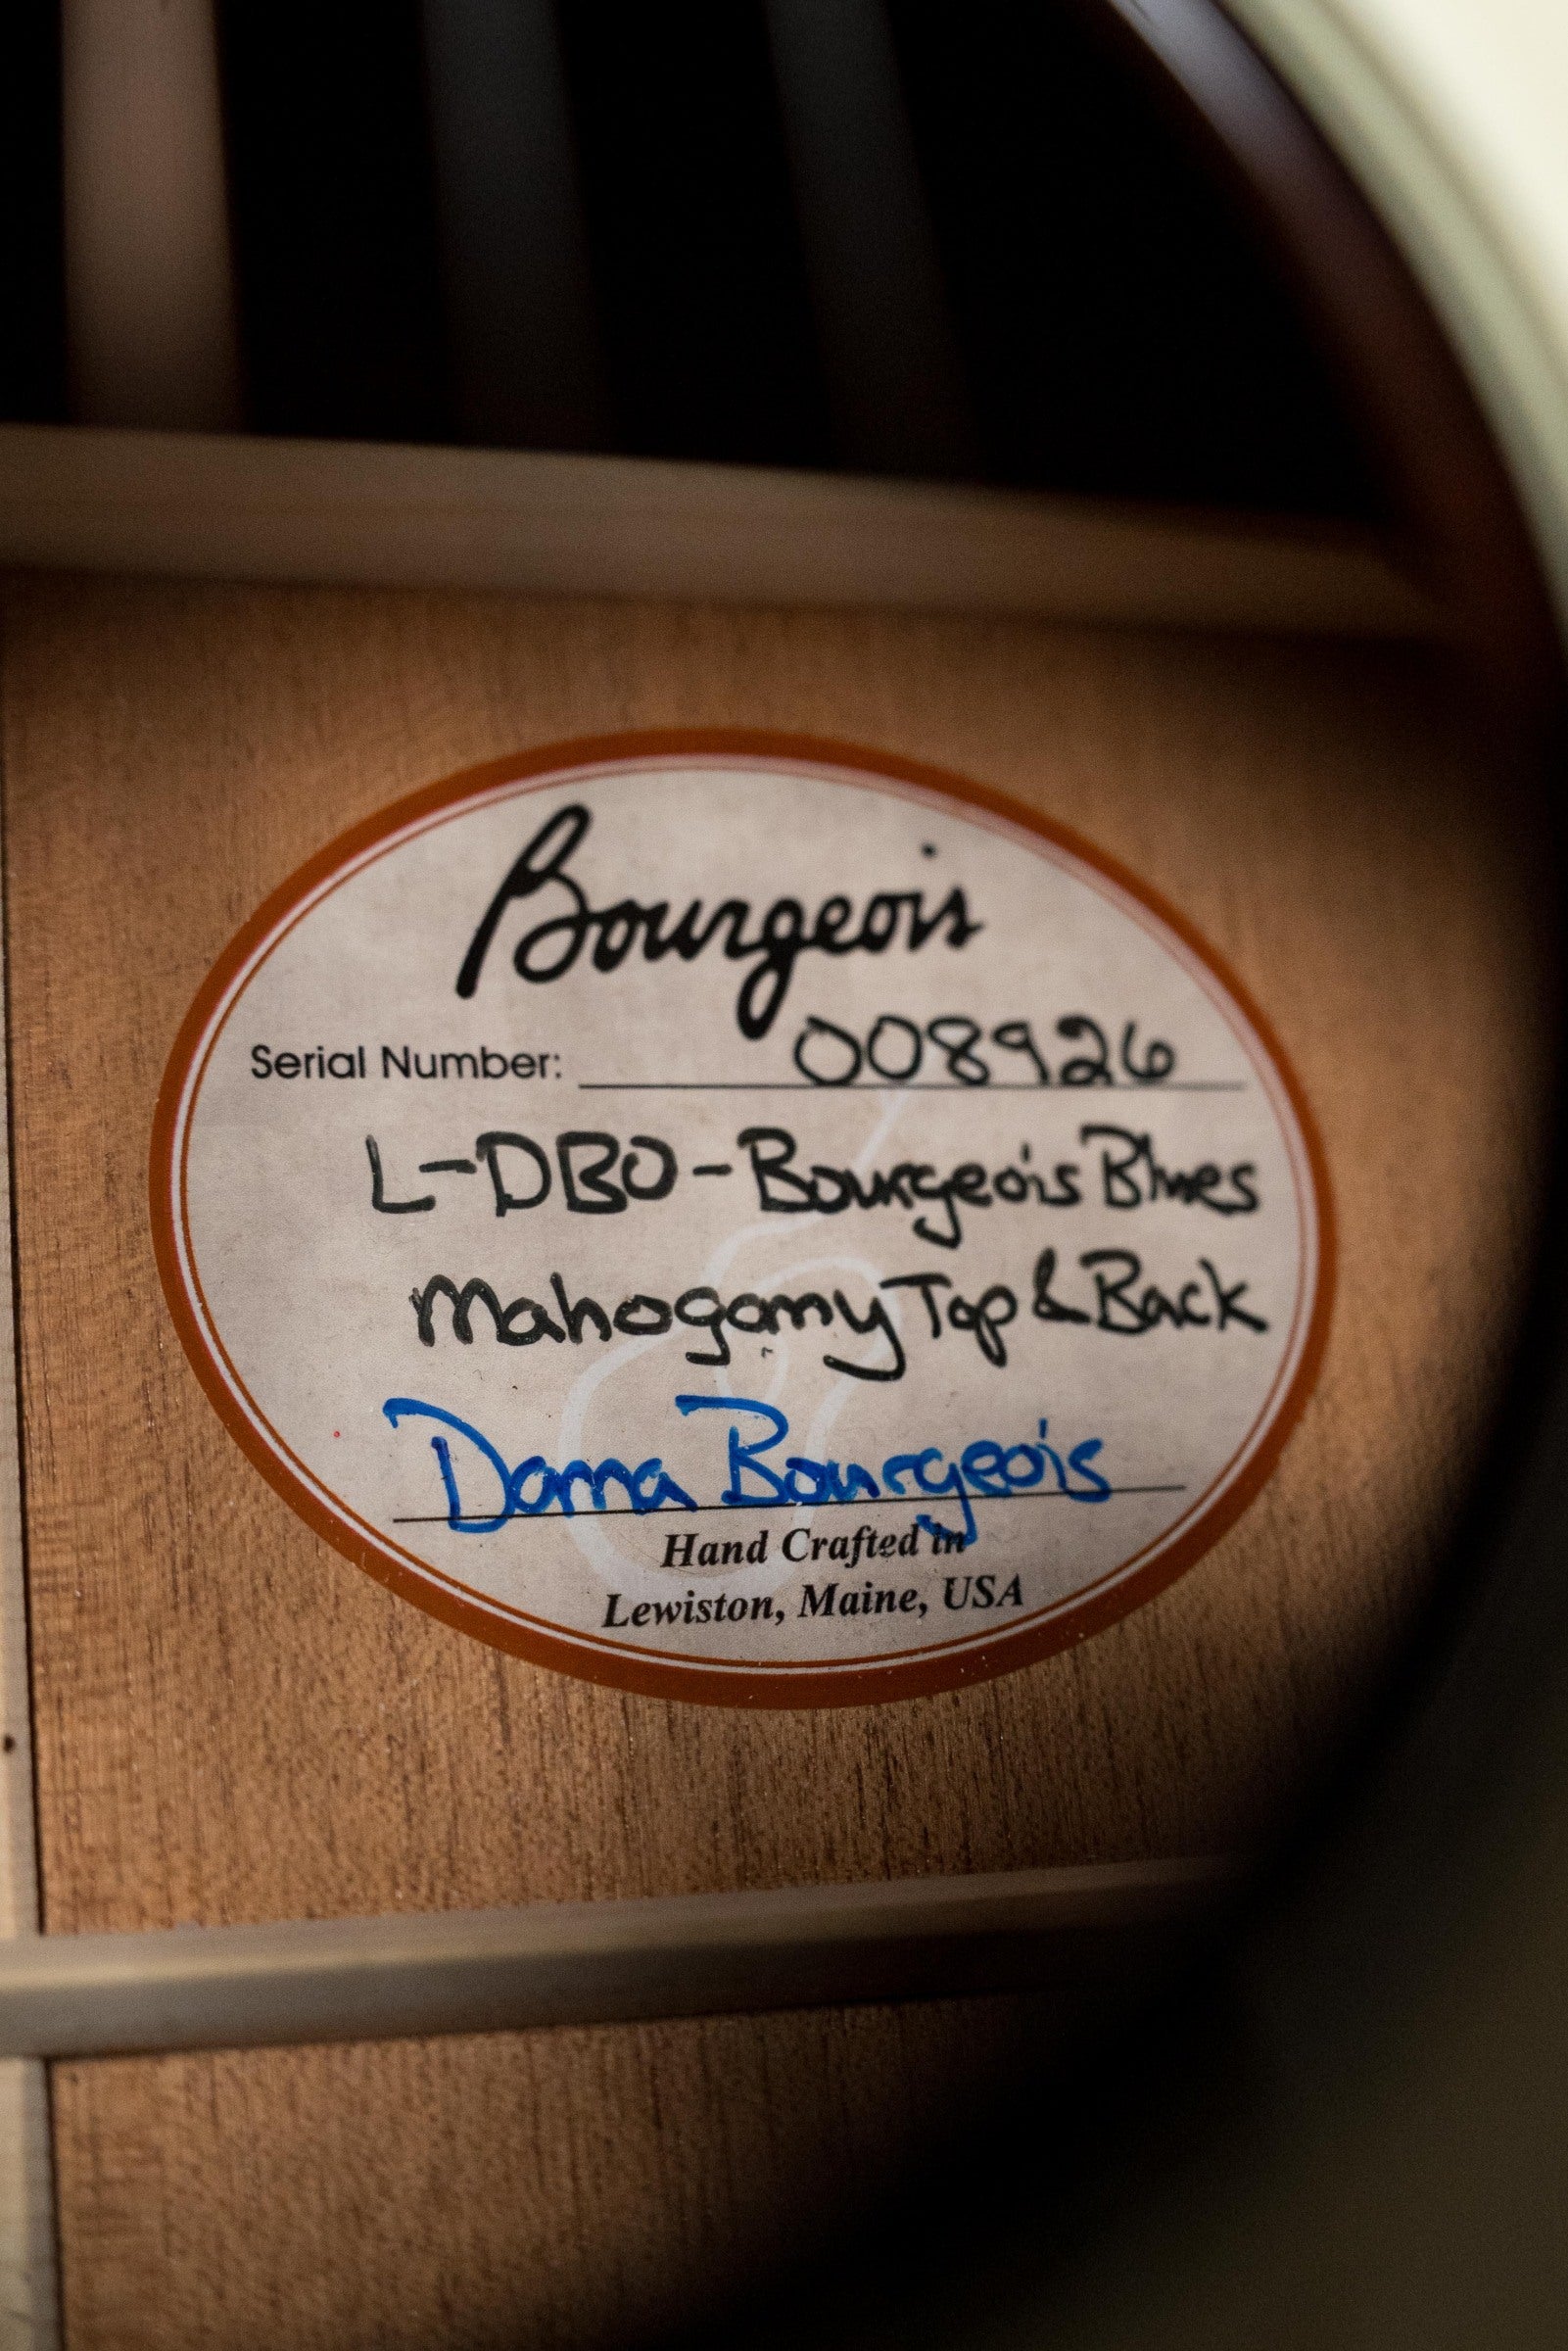 Bourgeois
Serial Number: 008926
L-DBO-Bourgeois Blues
Mahogany Top & Back
Dana Bourgeois
Hand Crafted in
Lewiston, Maine, USA